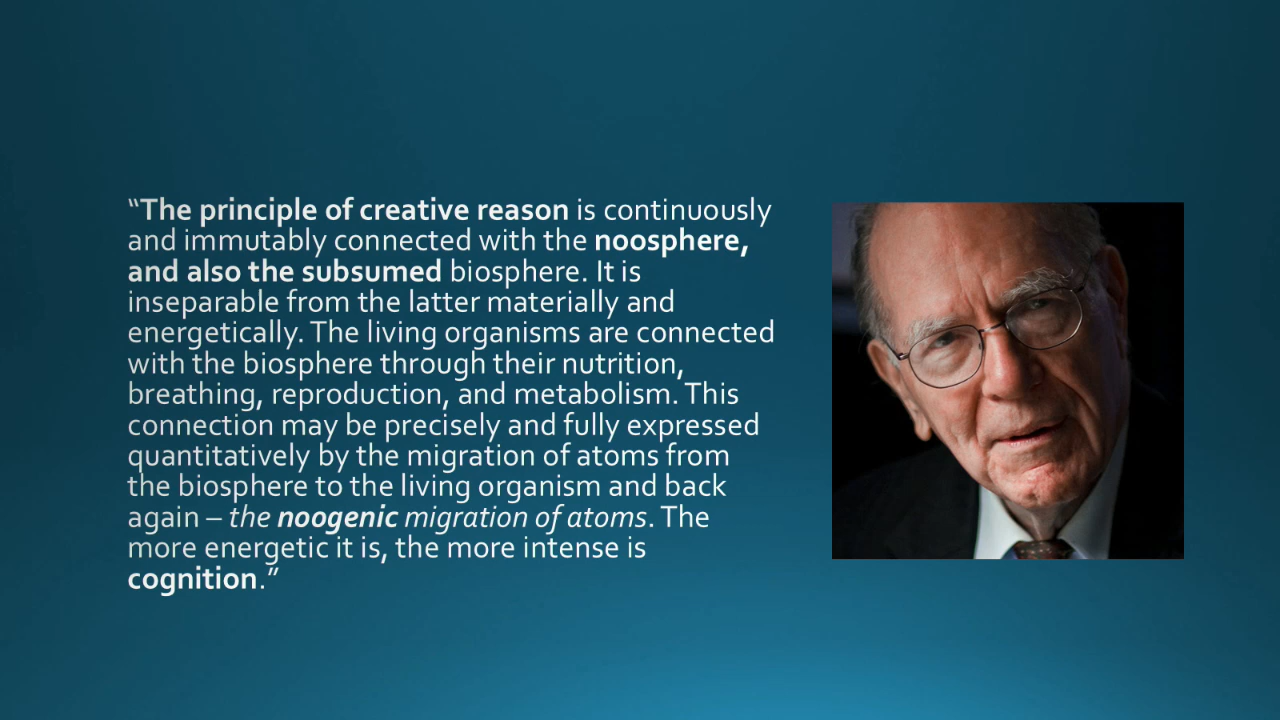 “The principle of creative reason is continuously
and immutably connected with the noosphere,
and also the subsumed biosphere. It is
inseparable from the latter materially and
energetically. The living organisms are connected
with the biosphere through their nutrition,
breathing, reproduction, and metabolism. This
connection may be precisely and fully expressed
quantitatively by the migration of atoms from
the biosphere to the living organism and back
again – the noogenic migration of atoms. The
more energetic it is, the more intense is
cognition.”